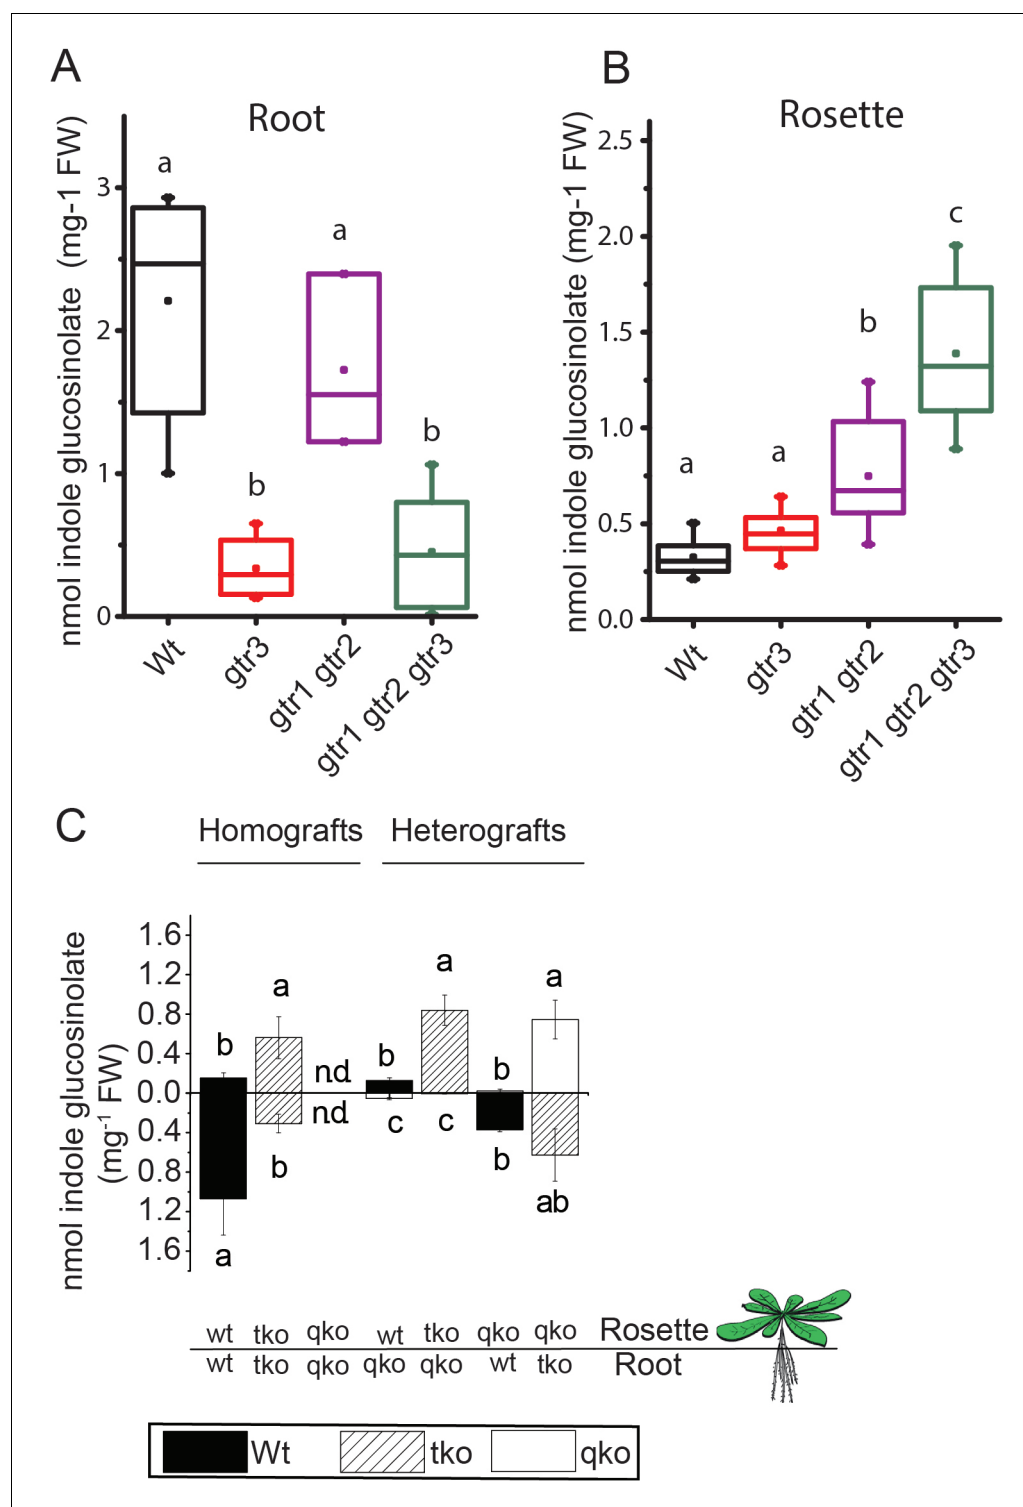 A
B
Root
Rosette
nmol indole glucosinolate (mg-1 FW)
3
2
1
0
a
b
a
b
Wt
gtr3
gtr1 gtr2
gtr1 gtr2 gtr3
nmol indole glucosinolate (mg-1 FW)
2.5
2.0
1.5
1.0
0.5
0.0
a
a
b
c
Wt
gtr3
gtr1 gtr2
gtr1 gtr2 gtr3
C
Homografts Heterografts
nmol indole glucosinolate
(mg-1 FW)
1.6
1.2
0.8
0.4
0.0
0.4
0.8
1.2
1.6
b a nd b a b a
a b nd c c b ab
wt tko qko wt tko qko qko Rosette
wt tko qko qko qko wt tko Root
Wt tko qko